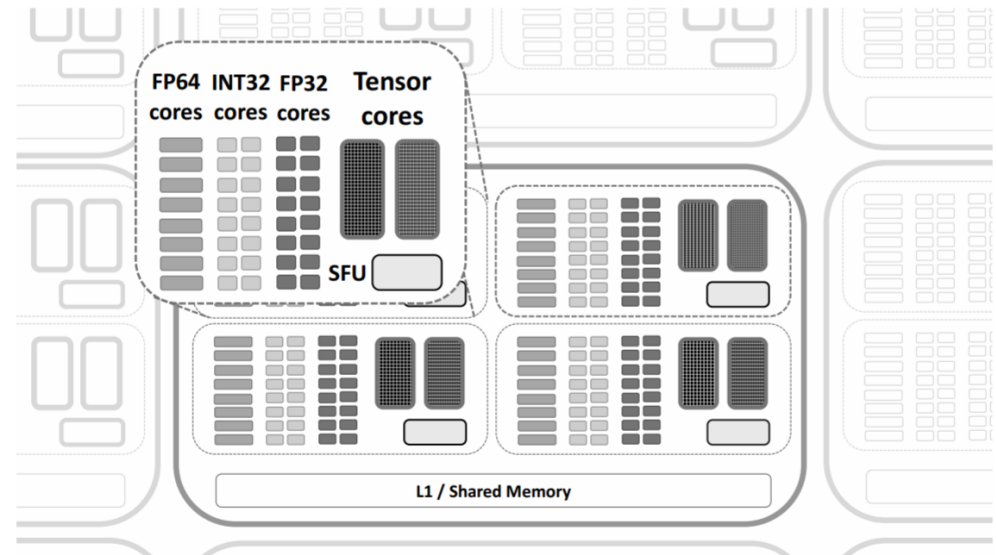 FP64 INT32 FP32 Tensor
cores cores cores cores
SFU
L1 / Shared Memory